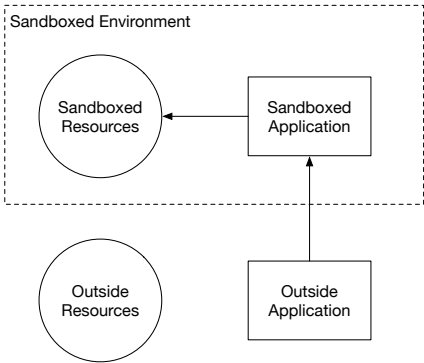 Sandboxed Environment
Sandboxed
Resources
Sandboxed
Application
Outside
Resources
Outside
Application